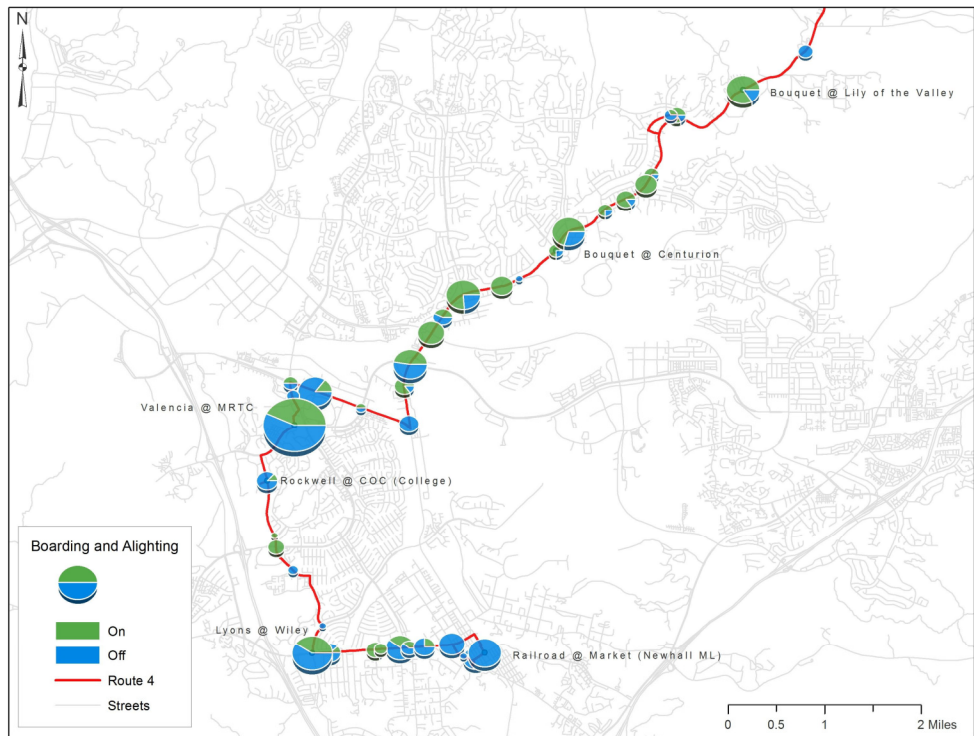 N
Bouquet @ Lily of the Valley
Bouquet @ Centurion
Valencia @ MRTC
Rockwell @ COC (College)
Lyons @ Wiley
Railroad @ Market (Newhall ML)
Boarding and Alighting
On
Off
Route 4
Streets
0 0.5 1 2 Miles